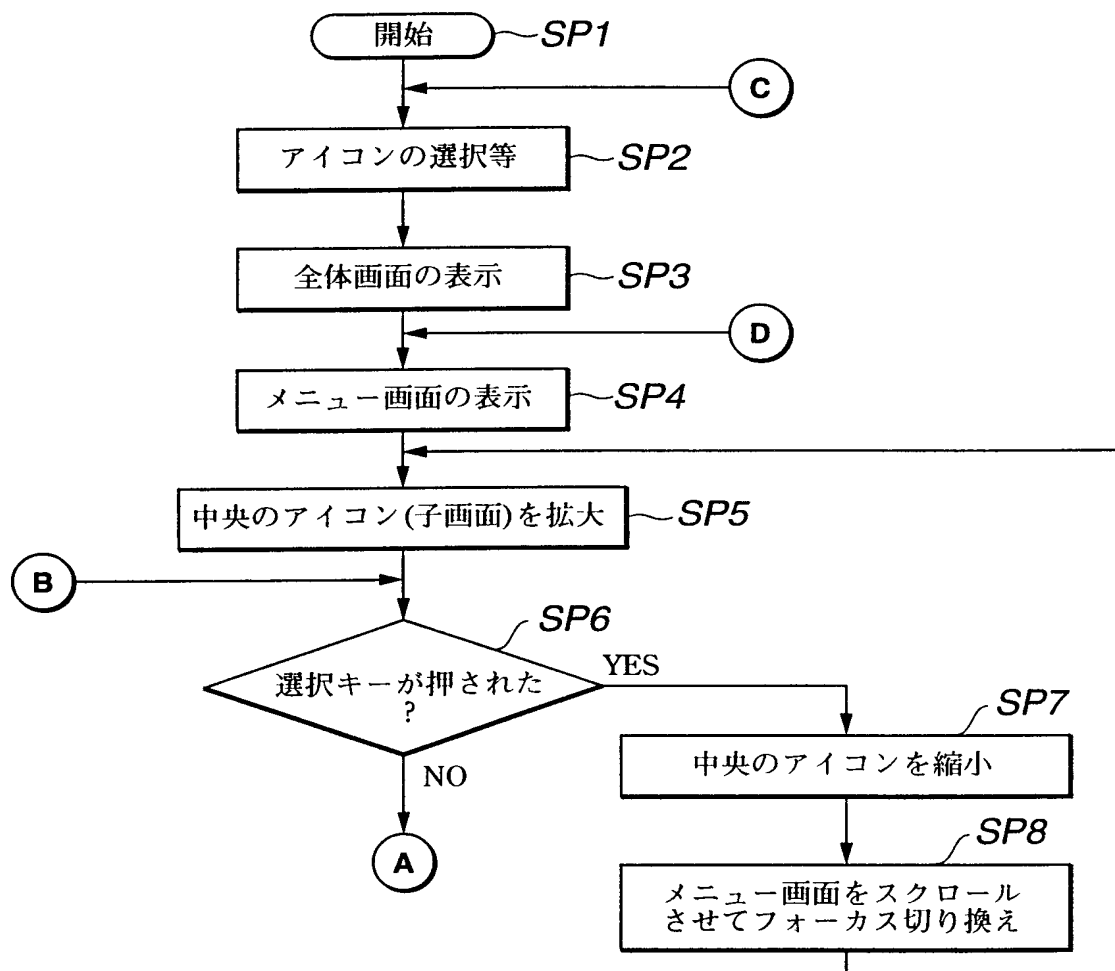 開始
SP1
C
アイコンの選択等
SP2
全体画面の表示
SP3
D
メニュー画面の表示
SP4
中央のアイコン(子画面)を拡大
SP5
B
SP6
選択キーが押された
?
YES
NO
A
SP7
中央のアイコンを縮小
SP8
メニュー画面をスクロール
させてフォーカス切り換え